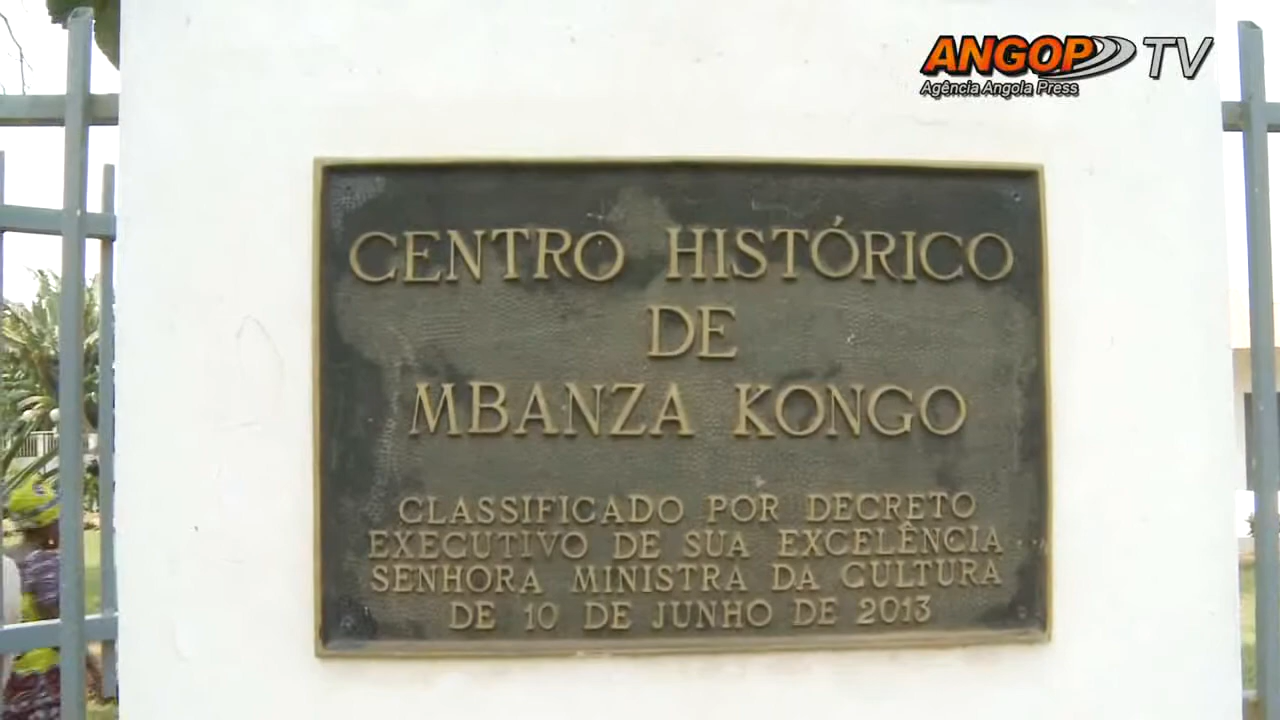 ANGOP TV
Agência Angola Press
CENTRO HISTÓRICO
DE
MBANZA KONGO
CLASSIFICADO POR DECRETO
EXECUTIVO DE SUA EXCELÊNCIA
SENHORA MINISTRA DA CULTURA
DE 10 DE JUNHO DE 2013